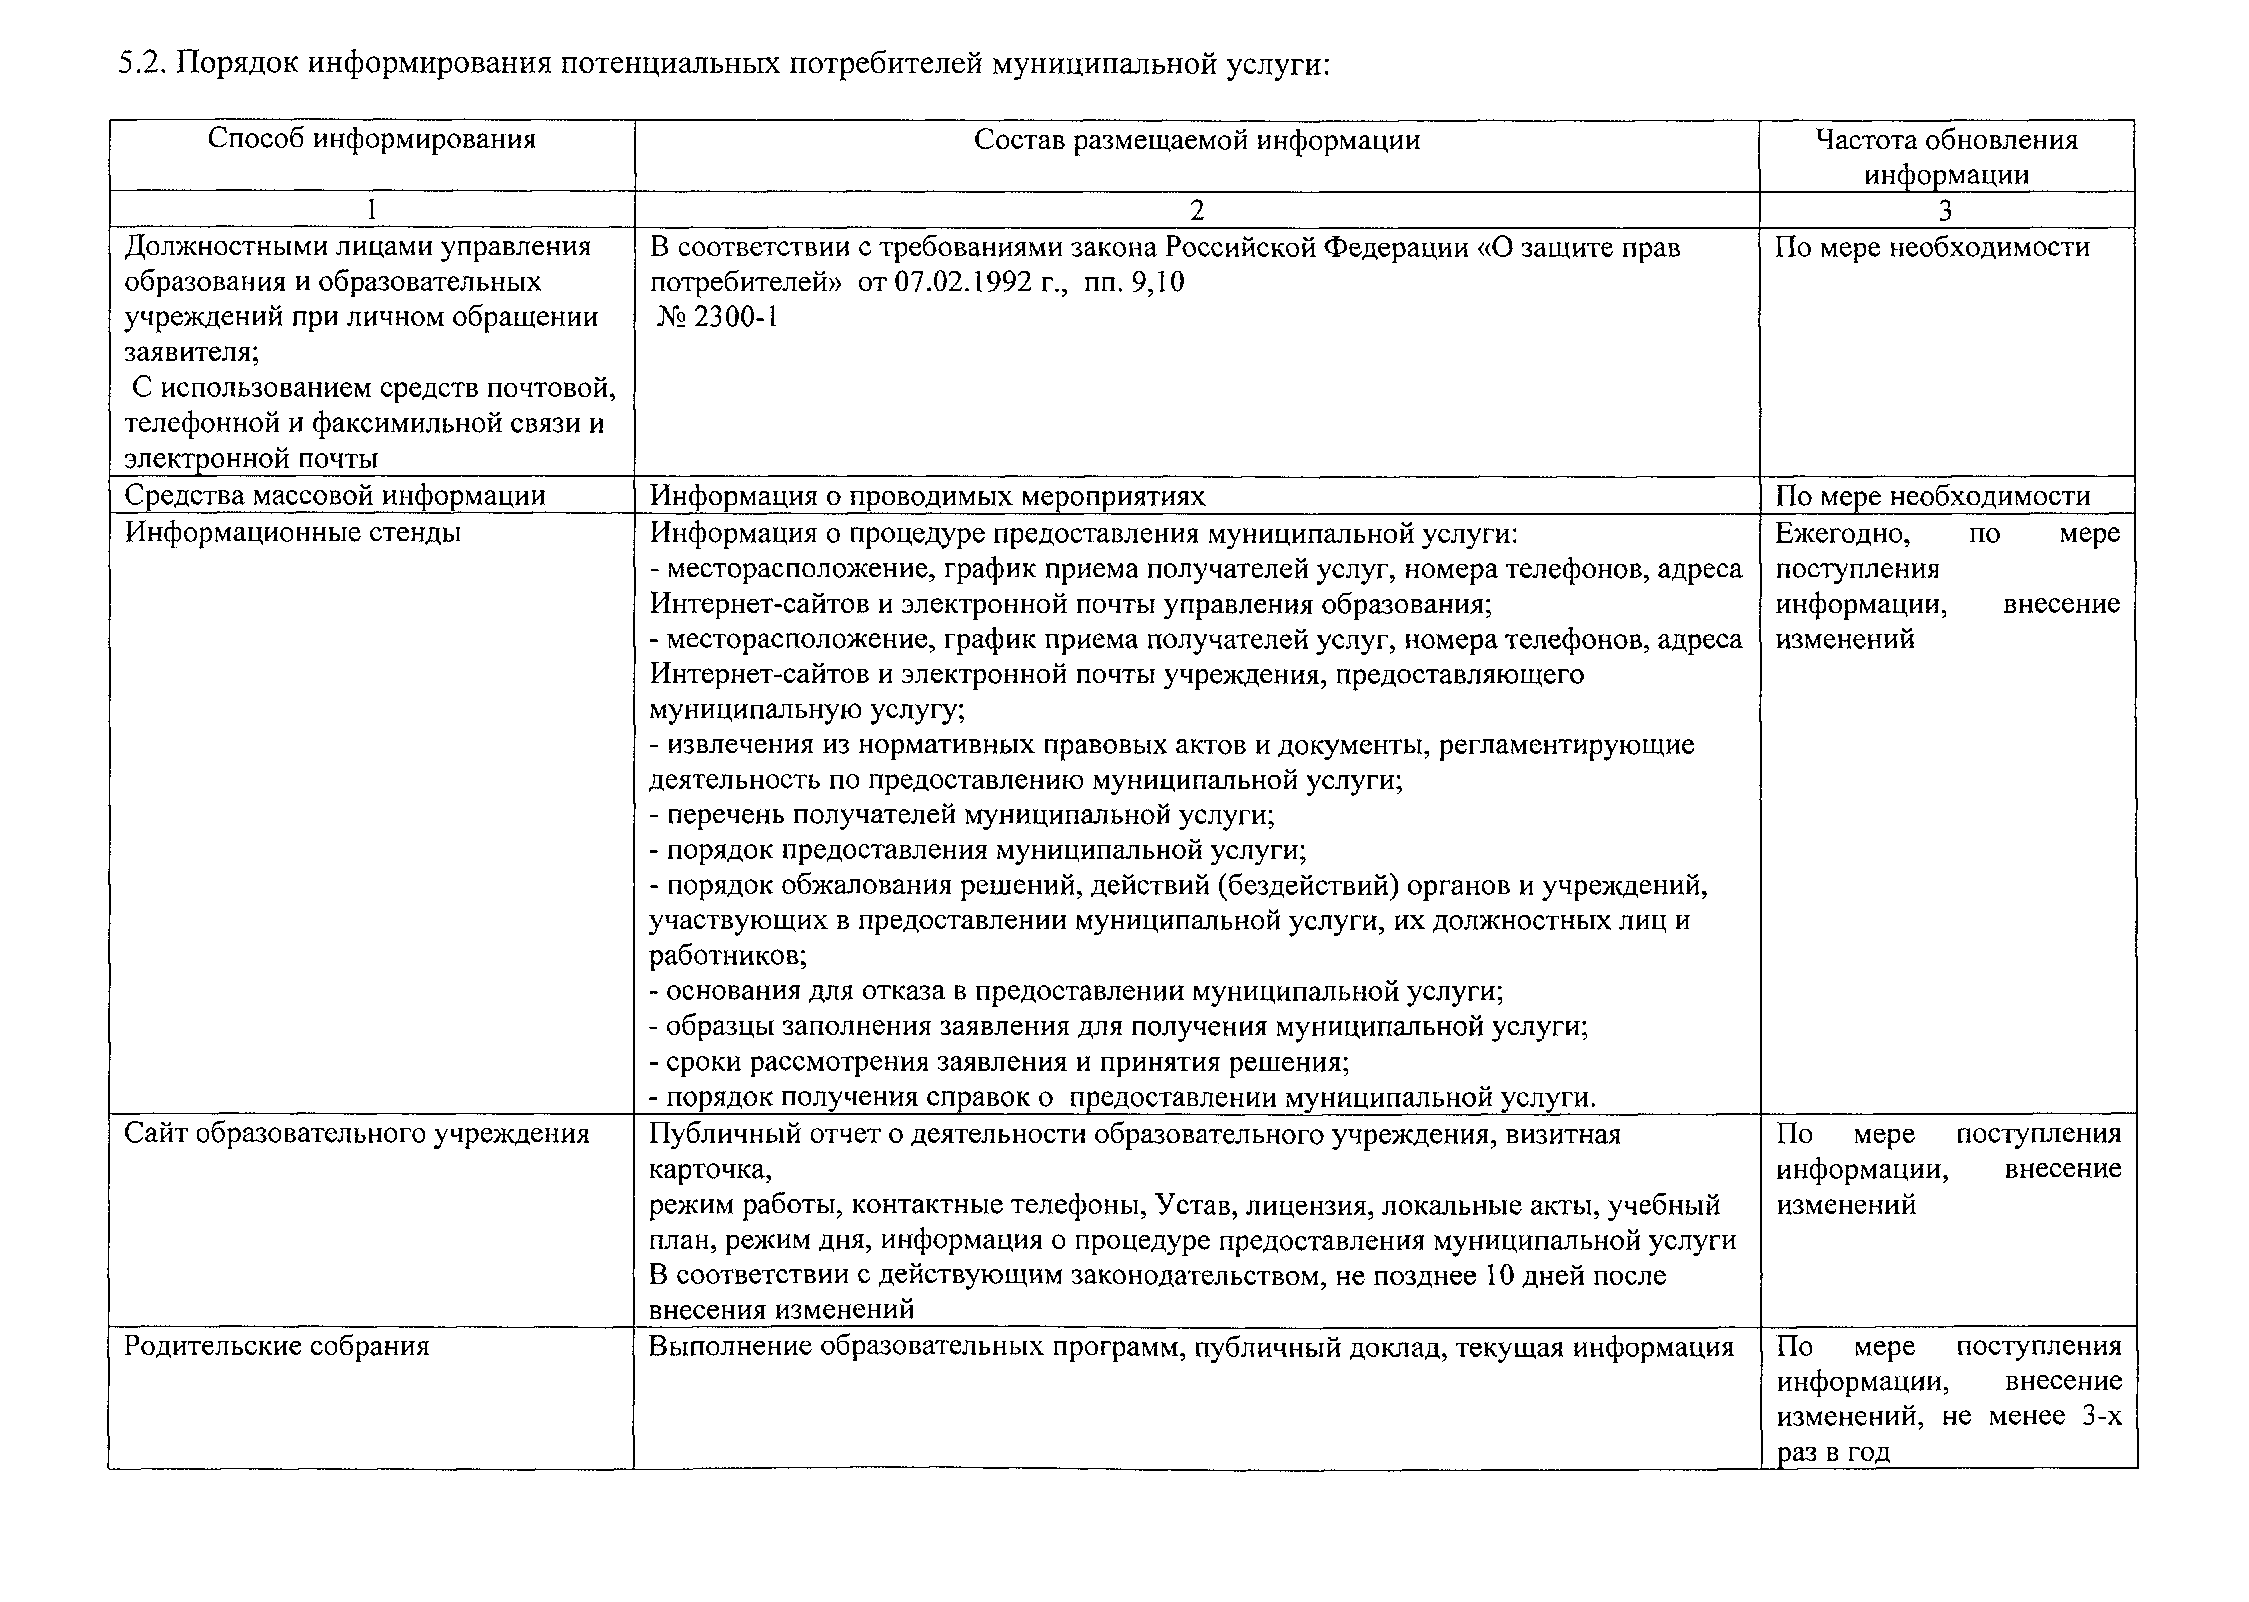 5.2. Порядок информирования потенциальных потребителей муниципальной услуги:
Способ информирования
Состав размещаемой информации
Частота обновления
информации
1
2
3
Должностными лицами управления
образования и образовательных
учреждений при личном обращении
заявителя;
С использованием средств почтовой,
телефонной и факсимильной связи и
электронной почты
В соответствии с требованиями закона Российской Федерации «О защите прав
потребителей» от 07.02.1992 г., пп. 9,10
№ 2300-1
По мере необходимости
Средства массовой информации
Информация о проводимых мероприятиях
По мере необходимости
Информационные стенды
Информация о процедуре предоставления муниципальной услуги:
- месторасположение, график приема получателей услуг, номера телефонов, адреса
Интернет-сайтов и электронной почты управления образования;
- месторасположение, график приема получателей услуг, номера телефонов, адреса
Интернет-сайтов и электронной почты учреждения, предоставляющего
муниципальную услугу;
- извлечения из нормативных правовых актов и документы, регламентирующие
деятельность по предоставлению муниципальной услуги;
- перечень получателей муниципальной услуги;
- порядок предоставления муниципальной услуги;
- порядок обжалования решений, действий (бездействий) органов и учреждений,
участвующих в предоставлении муниципальной услуги, их должностных лиц и
работников;
- основания для отказа в предоставлении муниципальной услуги;
- образцы заполнения заявления для получения муниципальной услуги;
- сроки рассмотрения заявления и принятия решения;
- порядок получения справок о предоставлении муниципальной услуги.
Ежегодно, по мере
поступления
информации, внесение
изменений
Сайт образовательного учреждения
Публичный отчет о деятельности образовательного учреждения, визитная
карточка,
режим работы, контактные телефоны, Устав, лицензия, локальные акты, учебный
план, режим дня, информация о процедуре предоставления муниципальной услуги
В соответствии с действующим законодательством, не позднее 10 дней после
внесения изменений
По мере поступления
информации, внесение
изменений
Родительские собрания
Выполнение образовательных программ, публичный доклад, текущая информация
По мере поступления
информации, внесение
изменений, не менее 3-х
раз в год